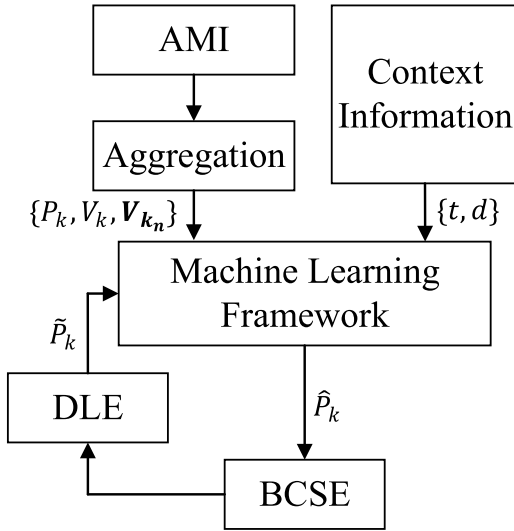 AMI
Context
Information
Aggregation
{P_k, V_k, V_{k_n}}
{t, d}
Machine Learning
Framework
P̃_k
P̂_k
DLE
BCSE